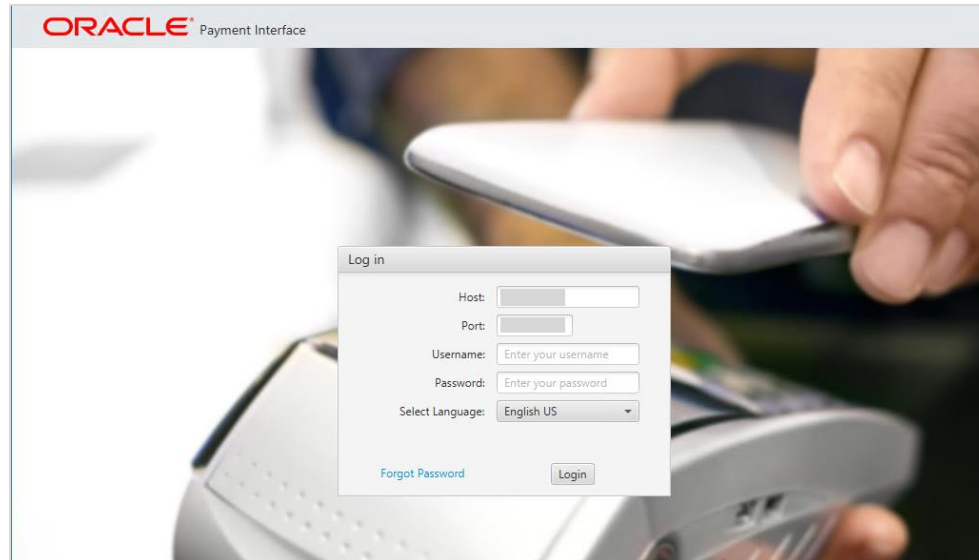 ORACLE® Payment Interface
Log in
Host:
Port:
Username: Enter your username
Password: Enter your password
Select Language: English US
Forgot Password Login